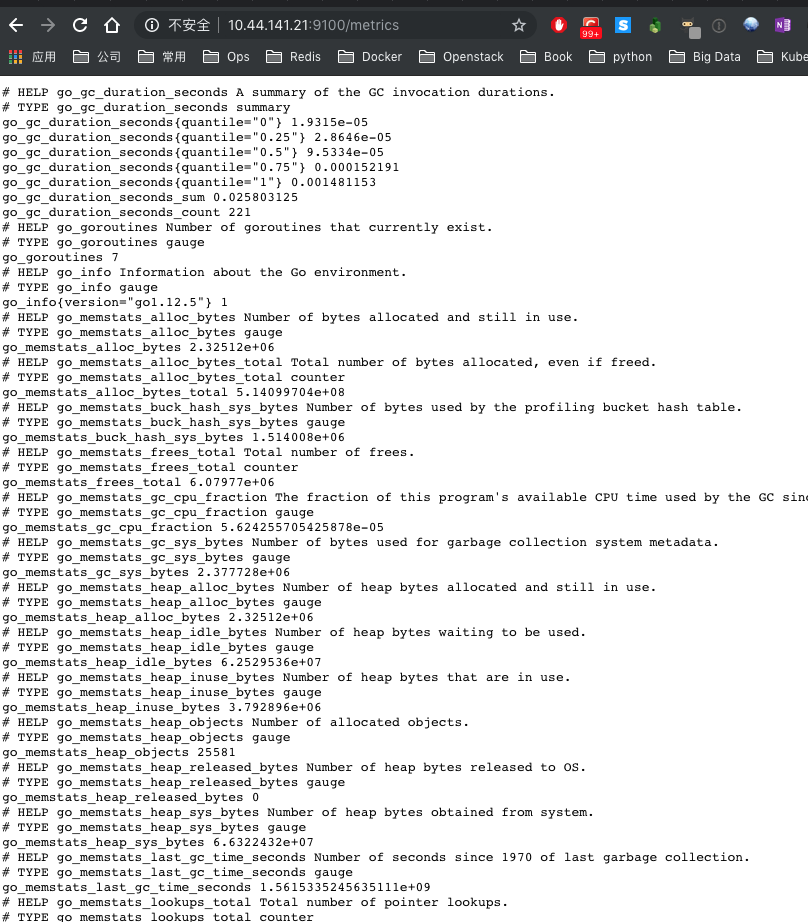 不安全 | 10.44.141.21:9100/metrics
99+
S
N
应用 公司 常用 Ops Redis Docker Openstack Book python Big Data Kube
# HELP go_gc_duration_seconds A summary of the GC invocation durations.
# TYPE go_gc_duration_seconds summary
go_gc_duration_seconds{quantile="0"} 1.9315e-05
go_gc_duration_seconds{quantile="0.25"} 2.8646e-05
go_gc_duration_seconds{quantile="0.5"} 9.5334e-05
go_gc_duration_seconds{quantile="0.75"} 0.000152191
go_gc_duration_seconds{quantile="1"} 0.001481153
go_gc_duration_seconds_sum 0.025803125
go_gc_duration_seconds_count 221
# HELP go_goroutines Number of goroutines that currently exist.
# TYPE go_goroutines gauge
go_goroutines 7
# HELP go_info Information about the Go environment.
# TYPE go_info gauge
go_info{version="go1.12.5"} 1
# HELP go_memstats_alloc_bytes Number of bytes allocated and still in use.
# TYPE go_memstats_alloc_bytes gauge
go_memstats_alloc_bytes 2.32512e+06
# HELP go_memstats_alloc_bytes_total Total number of bytes allocated, even if freed.
# TYPE go_memstats_alloc_bytes_total counter
go_memstats_alloc_bytes_total 5.14099704e+08
# HELP go_memstats_buck_hash_sys_bytes Number of bytes used by the profiling bucket hash table.
# TYPE go_memstats_buck_hash_sys_bytes gauge
go_memstats_buck_hash_sys_bytes 1.514008e+06
# HELP go_memstats_frees_total Total number of frees.
# TYPE go_memstats_frees_total counter
go_memstats_frees_total 6.07977e+06
# HELP go_memstats_gc_cpu_fraction The fraction of this program's available CPU time used by the GC sinc
# TYPE go_memstats_gc_cpu_fraction gauge
go_memstats_gc_cpu_fraction 5.624255705425878e-05
# HELP go_memstats_gc_sys_bytes Number of bytes used for garbage collection system metadata.
# TYPE go_memstats_gc_sys_bytes gauge
go_memstats_gc_sys_bytes 2.377728e+06
# HELP go_memstats_heap_alloc_bytes Number of heap bytes allocated and still in use.
# TYPE go_memstats_heap_alloc_bytes gauge
go_memstats_heap_alloc_bytes 2.32512e+06
# HELP go_memstats_heap_idle_bytes Number of heap bytes waiting to be used.
# TYPE go_memstats_heap_idle_bytes gauge
go_memstats_heap_idle_bytes 6.2529536e+07
# HELP go_memstats_heap_inuse_bytes Number of heap bytes that are in use.
# TYPE go_memstats_heap_inuse_bytes gauge
go_memstats_heap_inuse_bytes 3.792896e+06
# HELP go_memstats_heap_objects Number of allocated objects.
# TYPE go_memstats_heap_objects gauge
go_memstats_heap_objects 25581
# HELP go_memstats_heap_released_bytes Number of heap bytes released to OS.
# TYPE go_memstats_heap_released_bytes gauge
go_memstats_heap_released_bytes 0
# HELP go_memstats_heap_sys_bytes Number of heap bytes obtained from system.
# TYPE go_memstats_heap_sys_bytes gauge
go_memstats_heap_sys_bytes 6.6322432e+07
# HELP go_memstats_last_gc_time_seconds Number of seconds since 1970 of last garbage collection.
# TYPE go_memstats_last_gc_time_seconds gauge
go_memstats_last_gc_time_seconds 1.5615335245635111e+09
# HELP go_memstats_lookups_total Total number of pointer lookups.
# TYPE go_memstats_lookups_total counter